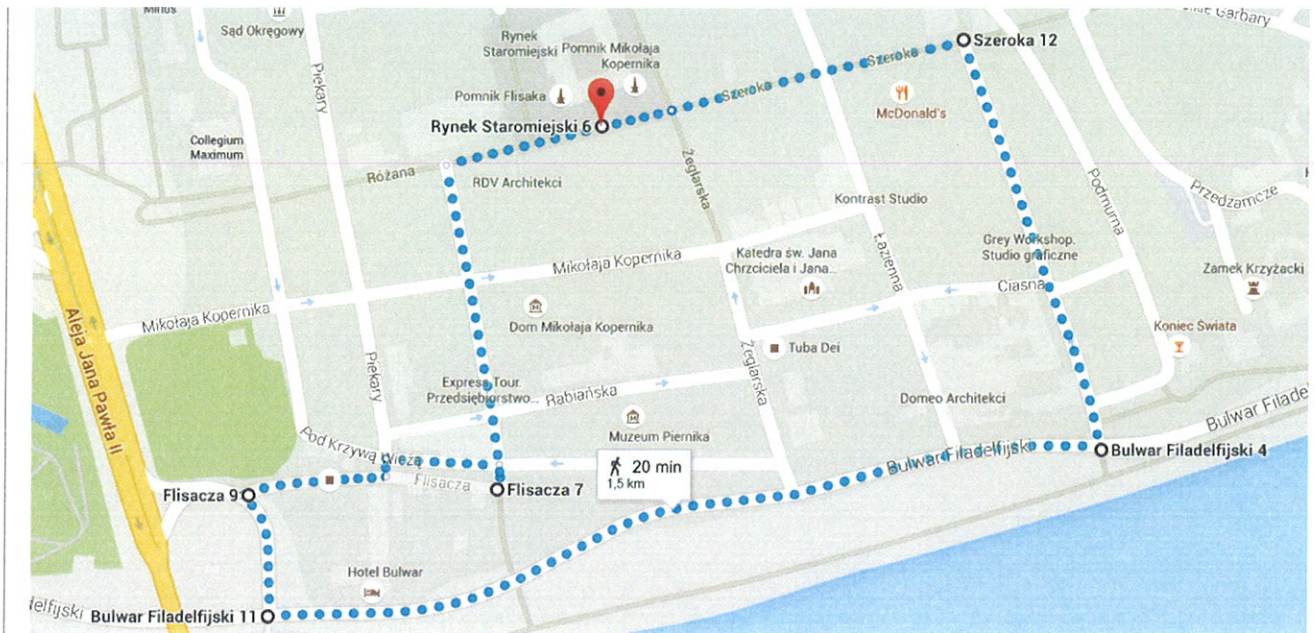 Sąd Okręgowy
Rynek
Staromiejski
Pomnik Mikołaja
Kopernika
Szeroka 12
Piekary
Pomnik Flisaka
Szeroka
Szeroka
McDonald's
Rynek Staromiejski 6
Collegium
Maximum
Różana
RDV Architekci
Żeglarska
Kontrast Studio
Podmurna
Przedzamcze
Łazienna
Grey Workshop.
Studio graficzne
Katedra św. Jana
Chrzciciela i Jana...
Mikołaja Kopernika
Ciasna
Zamek Krzyżacki
Mikołaja Kopernika
Dom Mikołaja Kopernika
Koniec Świata
Tuba Dei
Aleja Jana Pawła II
Piekary
Żeglarska
Express Tour.
Przedsiębiorstwo...
Rabiańska
Domeo Architekci
Muzeum Piernika
Pod Krzywą Wieżą
20 min
1,5 km
Bulwar Filadelfijski
Bulwar Filade
Bulwar Filadelfijski 4
Flisacza
Flisacza 7
Flisacza 9
Hotel Bulwar
delfijski
Bulwar Filadelfijski 11